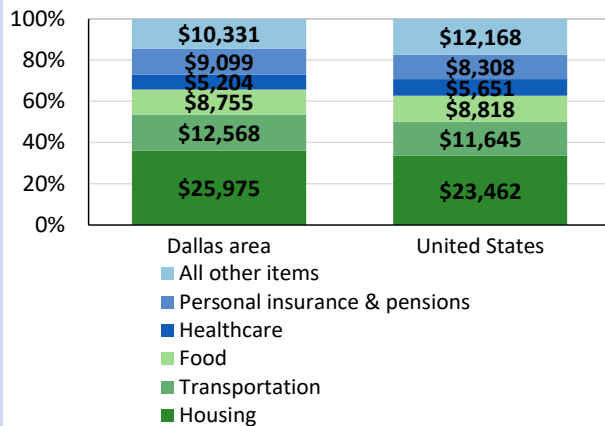 100%
$10,331
$12,168
80%
$9,099
$8,308
$5,204
$5,651
60%
$8,755
$8,818
40%
$12,568
$11,645
20%
$25,975
$23,462
0%
Dallas area
United States
All other items
Personal insurance & pensions
Healthcare
Food
Transportation
Housing